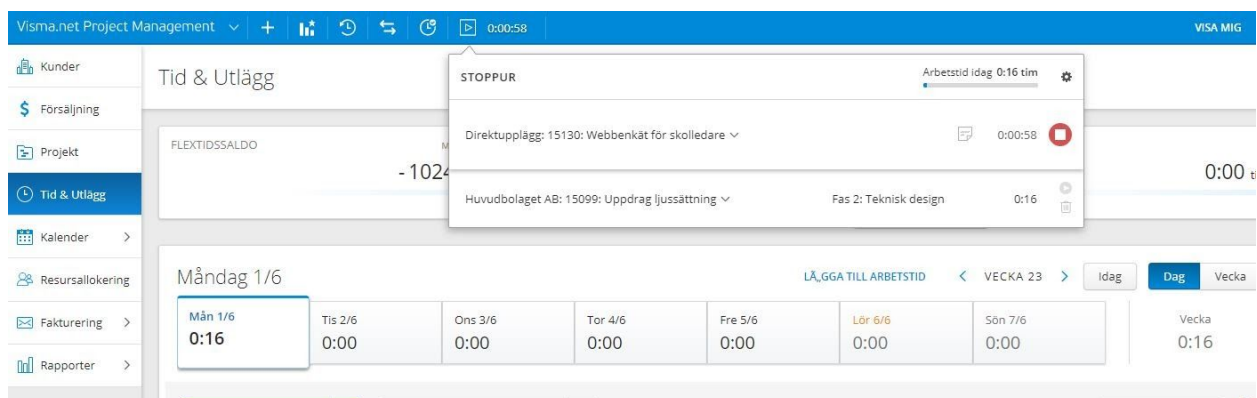 Visma.net Project Management
0:00:58
VISA MIG
Kunder
Försäljning
Projekt
Tid & Utlägg
Kalender
Resursallokering
Fakturering
Rapporter
Tid & Utlägg
STOPPUR
Arbetstid idag 0:16 tim
Direktupplägg: 15130: Webbenkät för skolledare
0:00:58
Huvudbolaget AB: 15099: Uppdrag ljussättning
Fas 2: Teknisk design
0:16
FLEXTIDSSALDO
-1024
0:00
Måndag 1/6
LÃ„GGA TILL ARBETSTID
VECKA 23
Idag
Dag
Vecka
Mån 1/6
0:16
Tis 2/6
0:00
Ons 3/6
0:00
Tor 4/6
0:00
Fre 5/6
0:00
Lör 6/6
0:00
Sön 7/6
0:00
Vecka
0:16